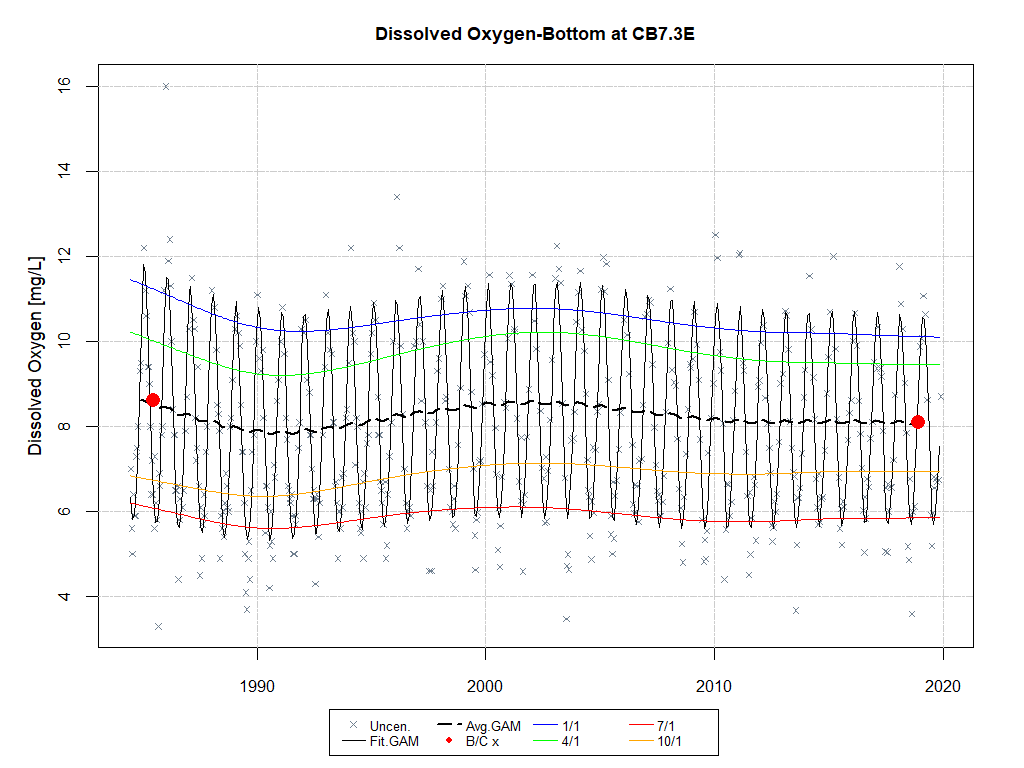 Dissolved Oxygen-Bottom at CB7.3E
Dissolved Oxygen [mg/L]
16
14
12
10
8
6
4
1990 2000 2010 2020
Uncen. Avg.GAM 1/1 7/1
Fit.GAM B/C x 4/1 10/1